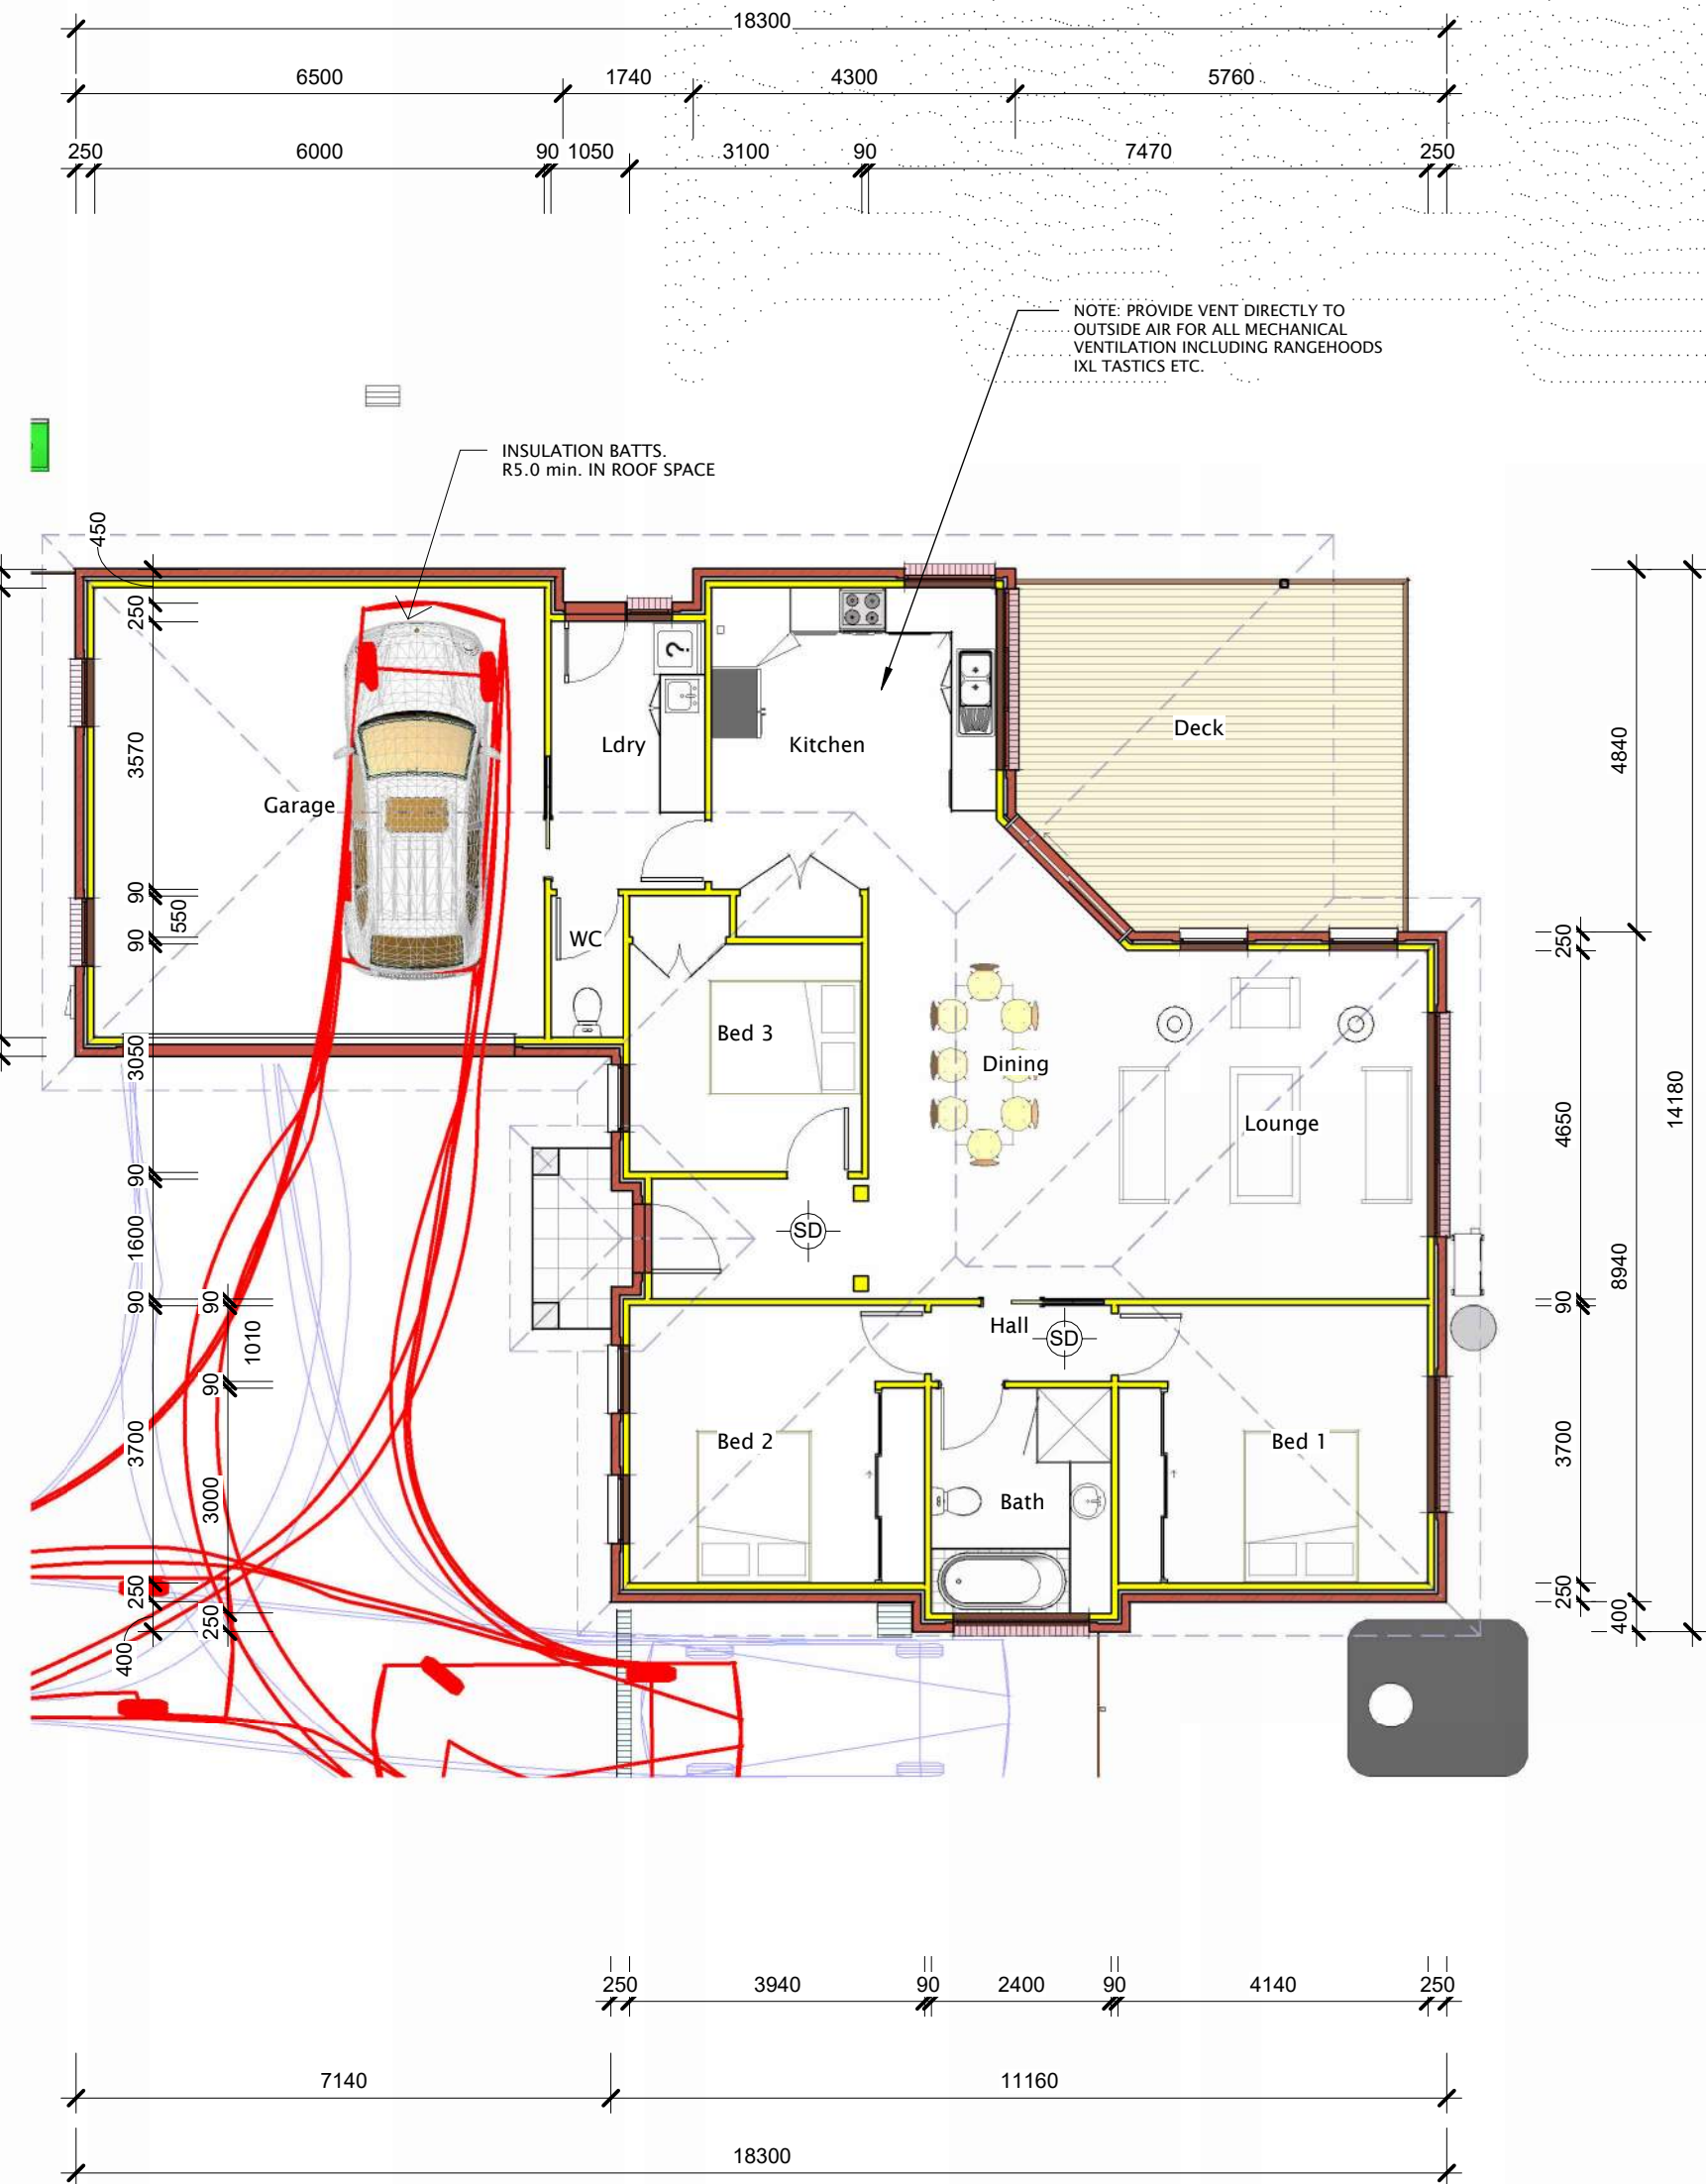 18300
6500 1740 4300 5760
250 6000 90 1050 3100 90 7470 250
NOTE: PROVIDE VENT DIRECTLY TO
OUTSIDE AIR FOR ALL MECHANICAL
VENTILATION INCLUDING RANGEHOODS
IXL TASTICS ETC.
INSULATION BATTS.
R5.0 min. IN ROOF SPACE
450
250
3570
90
550
90
3050
90
1600
90
90
1010
90
3700
3000
250
250
400
?
Ldry
Kitchen
Deck
Garage
WC
Bed 3
Dining
Lounge
SD
Hall
SD
Bed 2
Bed 1
Bath
4840
250
14180
4650
8940
90
3700
250
400
250 3940 90 2400 90 4140 250
7140 11160
18300